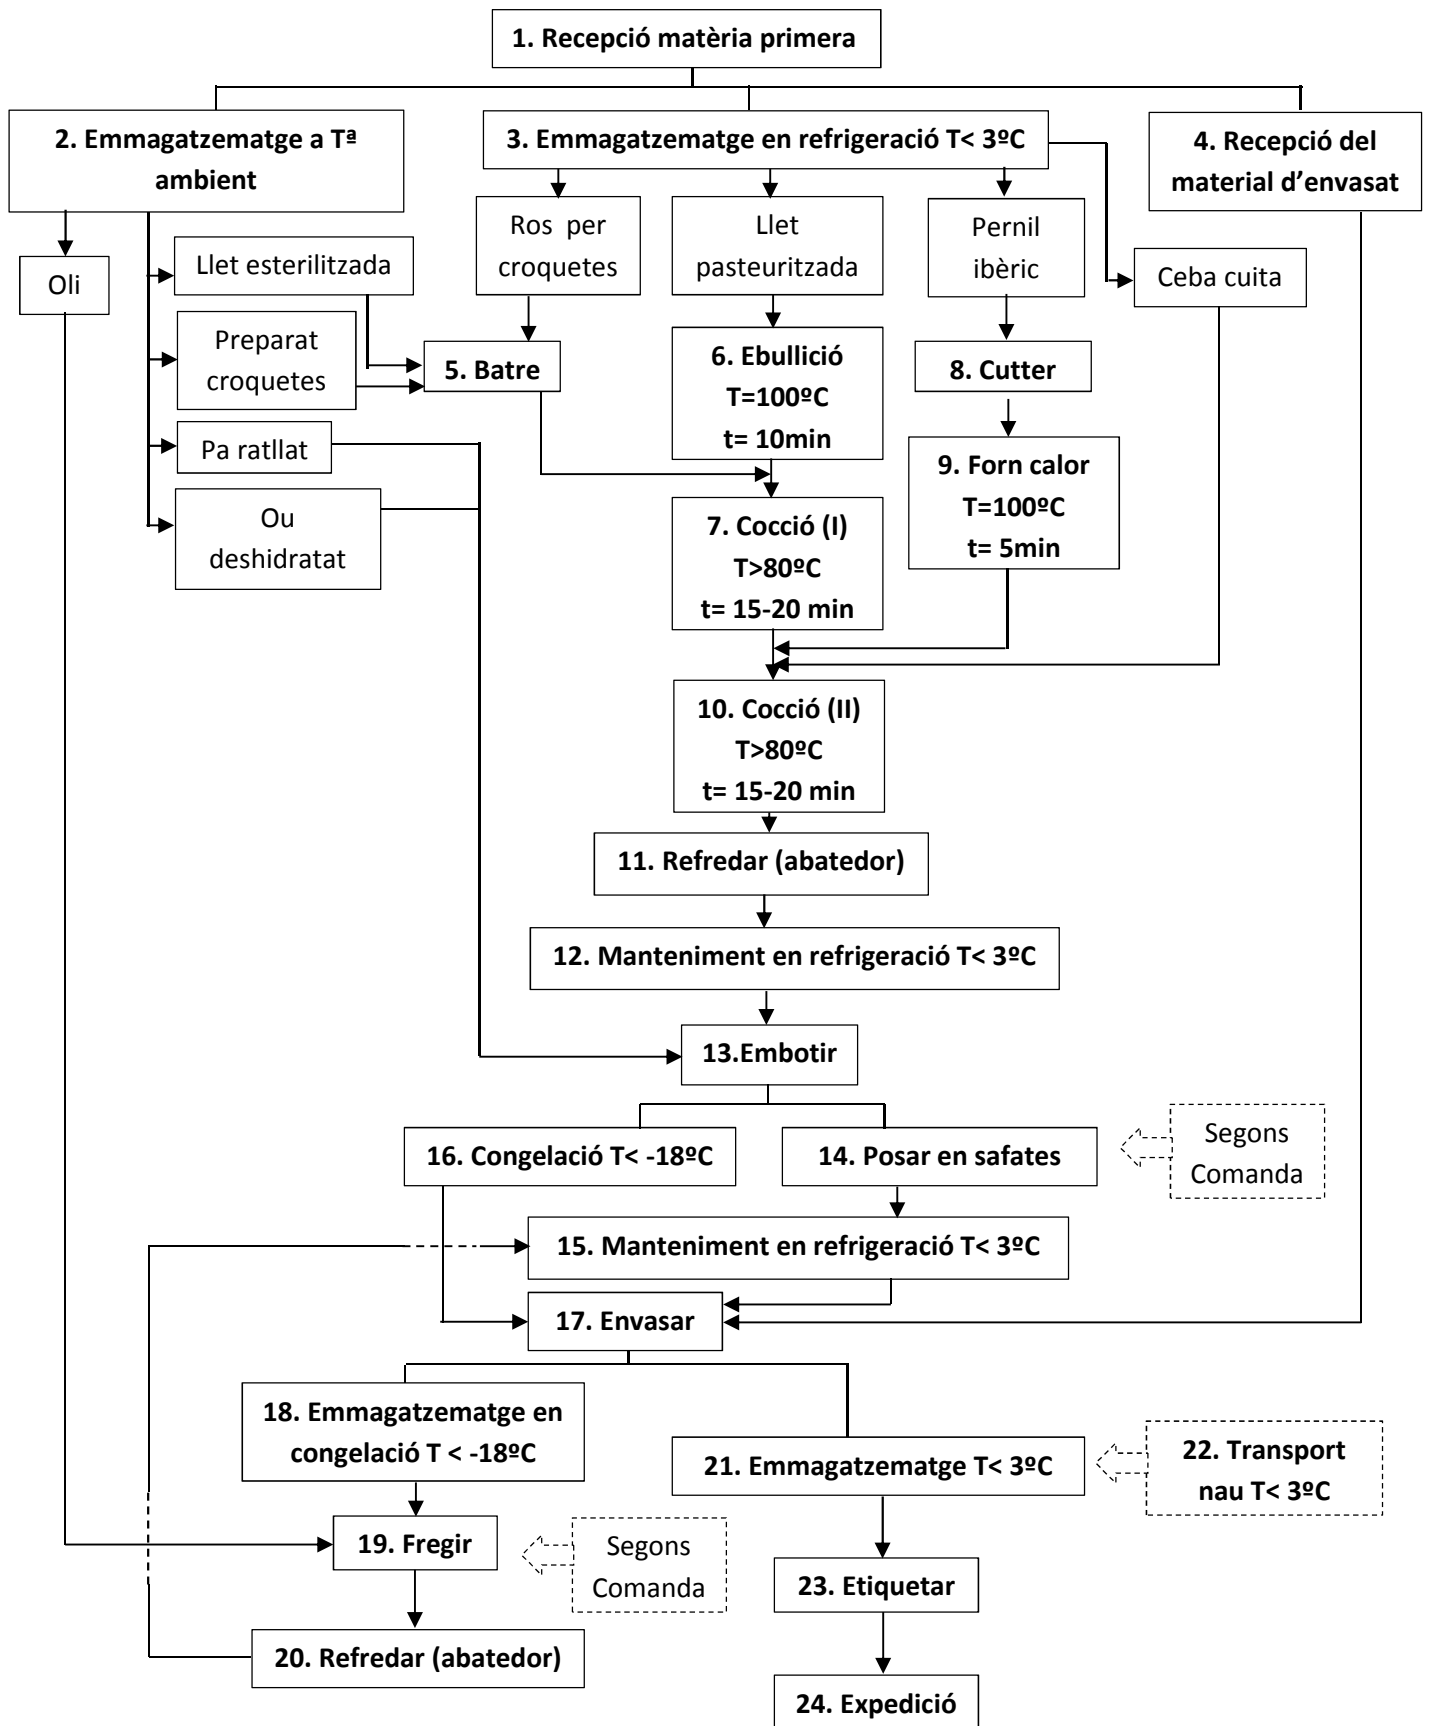 1. Recepció matèria primera
2. Emmagatzematge a Tª
ambient
3. Emmagatzematge en refrigeració T< 3ºC
4. Recepció del
material d’envasat
Oli
Llet esterilitzada
Preparat
croquetes
Pa ratllat
Ou
deshidratat
Ros per
croquetes
Llet
pasteuritzada
Pernil
ibèric
Ceba cuita
5. Batre
6. Ebullició
T=100ºC
t= 10min
8. Cutter
9. Forn calor
T=100ºC
t= 5min
7. Cocció (I)
T>80ºC
t= 15-20 min
10. Cocció (II)
T>80ºC
t= 15-20 min
11. Refredar (abatedor)
12. Manteniment en refrigeració T< 3ºC
13.Embotir
16. Congelació T< -18ºC
14. Posar en safates
Segons
Comanda
15. Manteniment en refrigeració T< 3ºC
17. Envasar
18. Emmagatzematge en
congelació T < -18ºC
21. Emmagatzematge T< 3ºC
22. Transport
nau T< 3ºC
19. Fregir
Segons
Comanda
23. Etiquetar
20. Refredar (abatedor)
24. Expedició